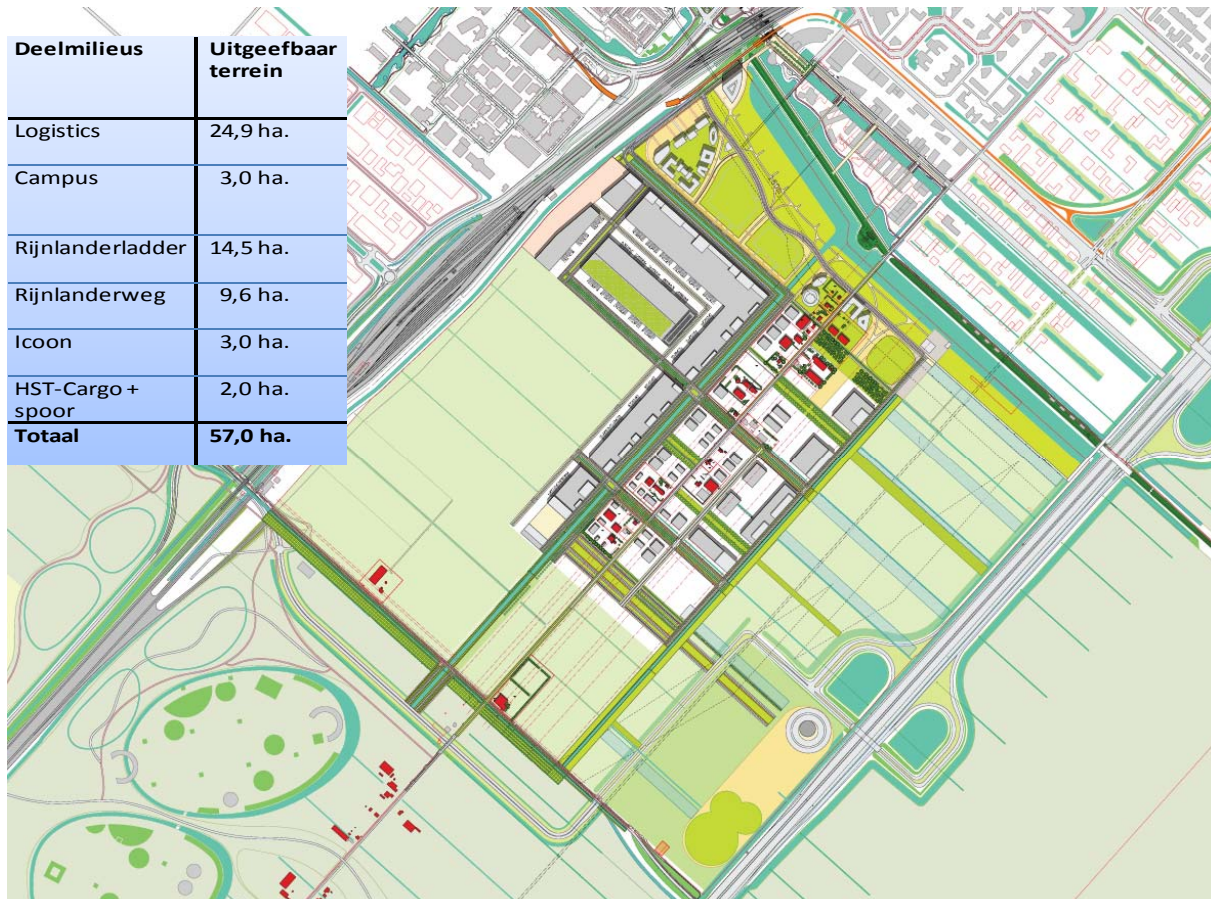 Deelmilieus Uitgeefbaar
terrein
Logistics 24,9 ha.
Campus 3,0 ha.
Rijnlanderladder 14,5 ha.
Rijnlanderweg 9,6 ha.
Icoon 3,0 ha.
HST-Cargo + 2,0 ha.
spoor
Totaal 57,0 ha.